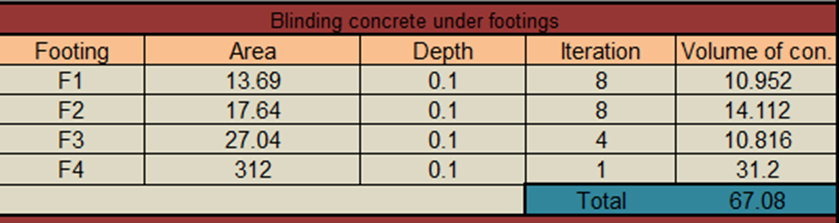 Blinding concrete under footings
Footing Area Depth Iteration Volume of con.
F1 13.69 0.1 8 10.952
F2 17.64 0.1 8 14.112
F3 27.04 0.1 4 10.816
F4 312 0.1 1 31.2
Total 67.08